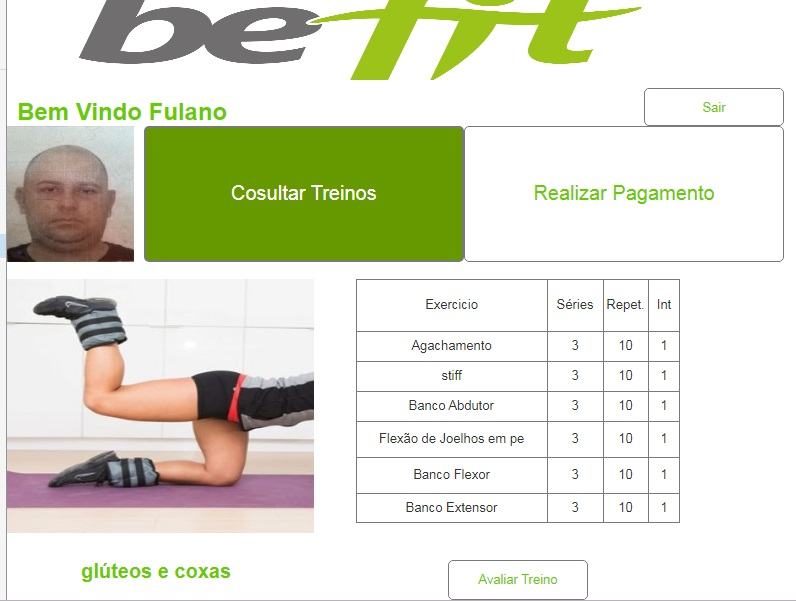 befit
Bem Vindo Fulano
Sair
Cosultar Treinos
Realizar Pagamento
Exercicio Séries Repet. Int
Agachamento 3 10 1
stiff 3 10 1
Banco Abdutor 3 10 1
Flexão de Joelhos em pe 3 10 1
Banco Flexor 3 10 1
Banco Extensor 3 10 1
glúteos e coxas
Avaliar Treino